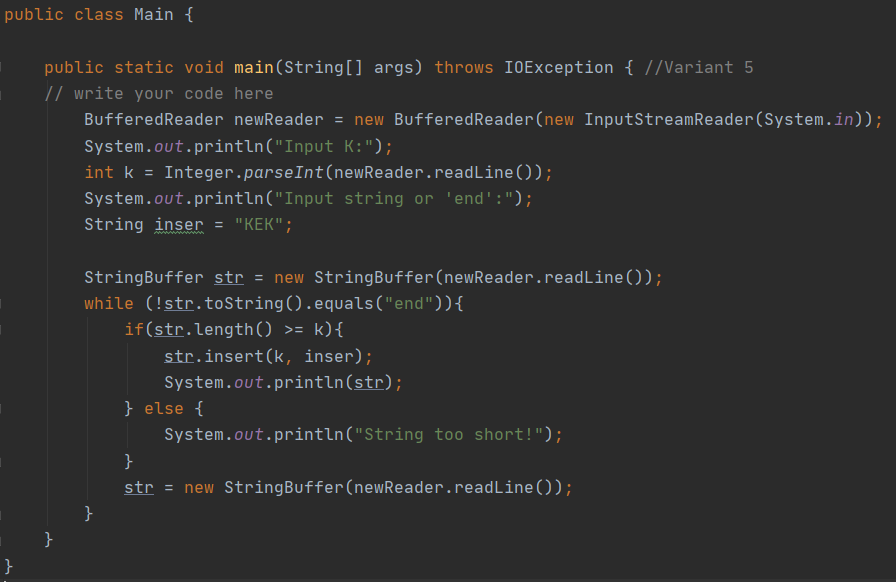 public class Main {
public static void main(String[] args) throws IOException { //Variant 5
// write your code here
BufferedReader newReader = new BufferedReader(new InputStreamReader(System.in));
System.out.println("Input K:");
int k = Integer.parseInt(newReader.readLine());
System.out.println("Input string or 'end':");
String inser = "KEK";
StringBuffer str = new StringBuffer(newReader.readLine());
while (!str.toString().equals("end")){
if(str.length() >= k){
str.insert(k, inser);
System.out.println(str);
} else {
System.out.println("String too short!");
}
str = new StringBuffer(newReader.readLine());
}
}
}